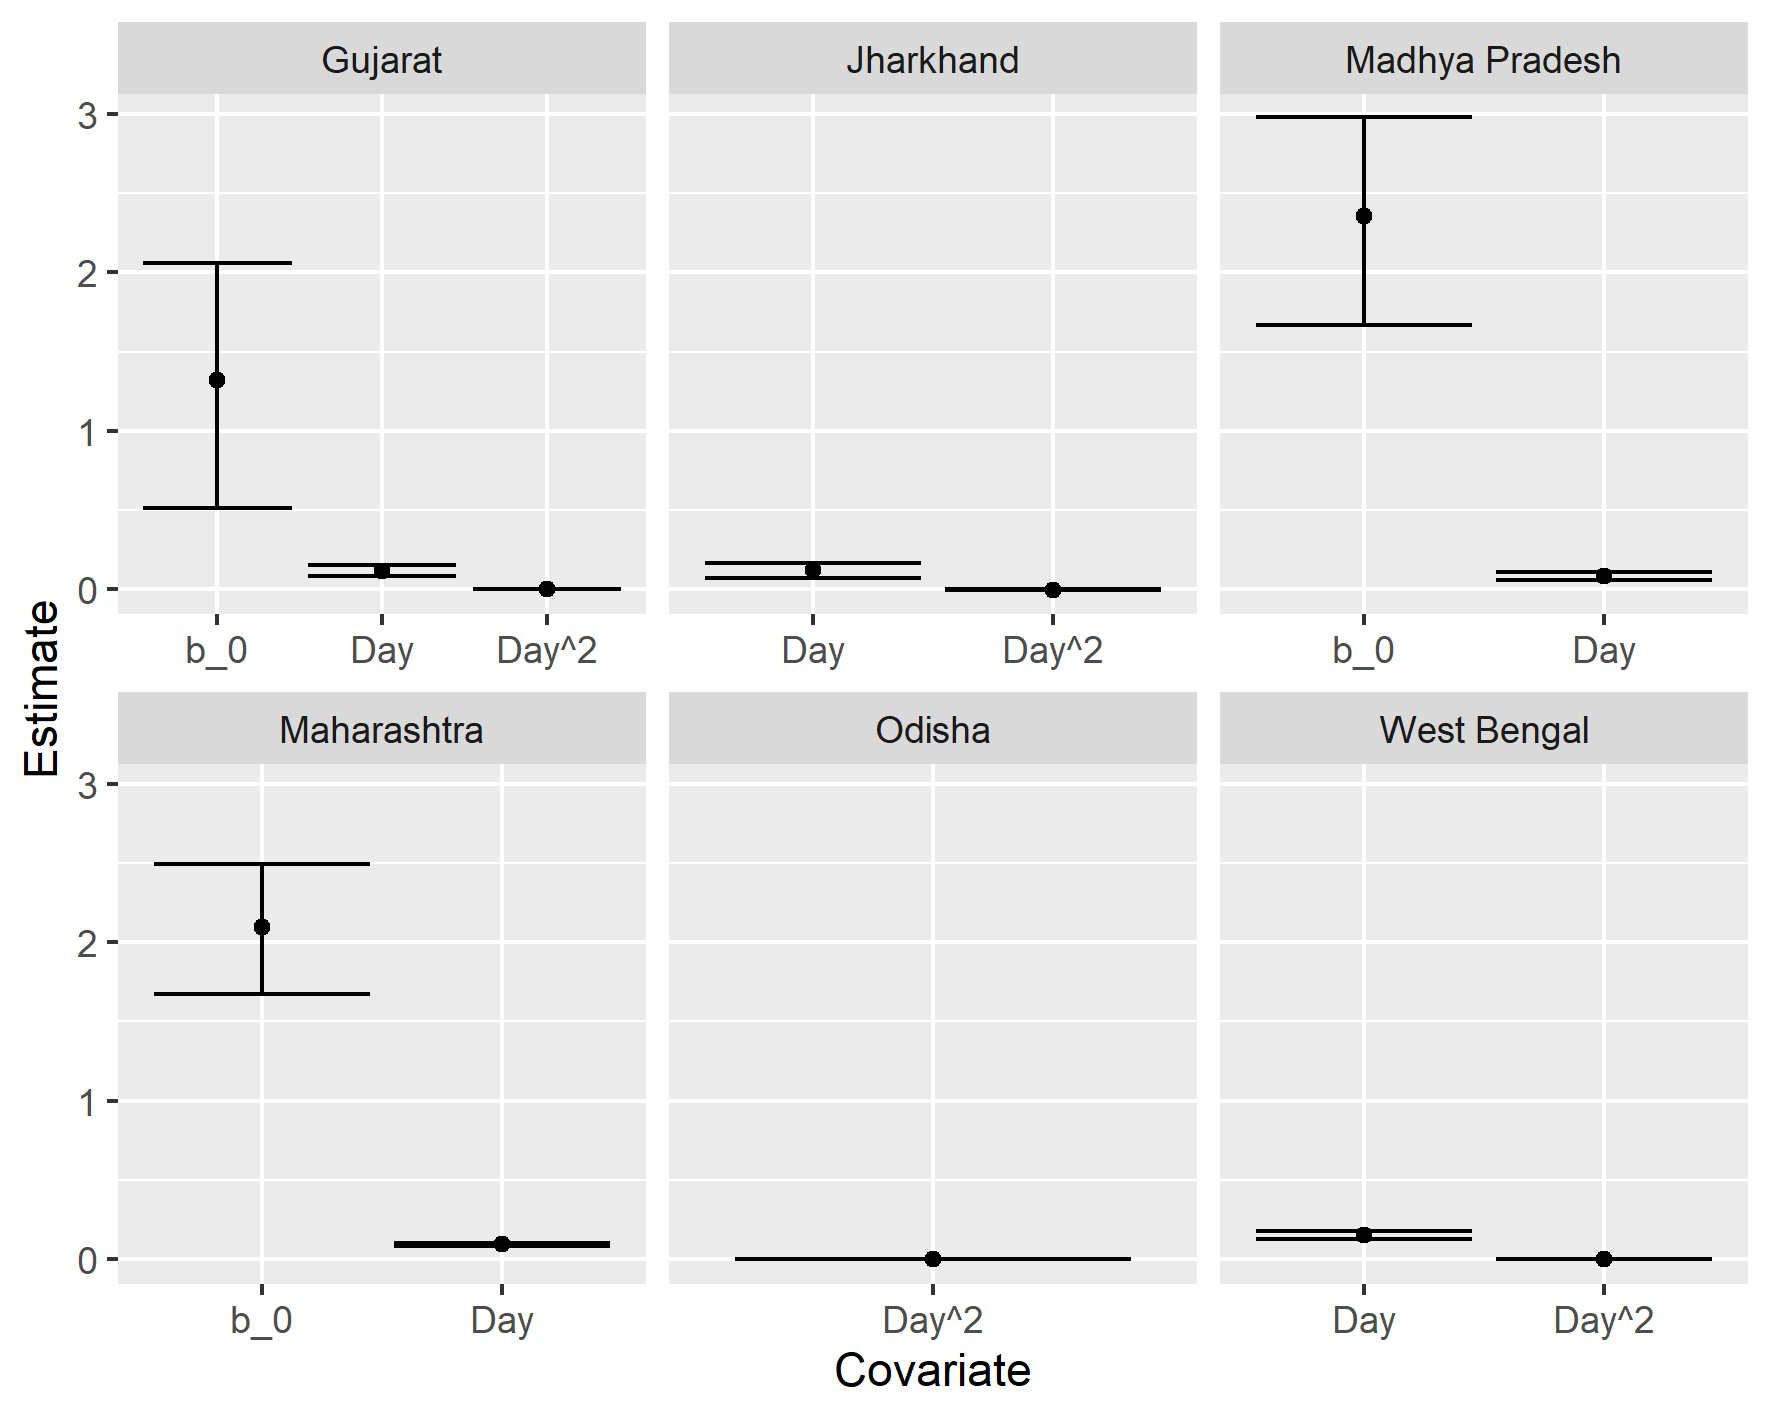 Gujarat Jharkhand Madhya Pradesh
3
2
1
0
b_0 Day Day^2 Day Day^2 b_0 Day
Estimate
Maharashtra Odisha West Bengal
3
2
1
0
b_0 Day Day^2 Day Day^2
Covariate